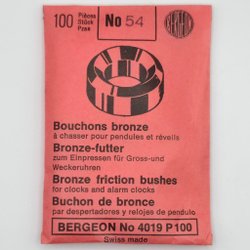 100 Pièces
Stück
Pzas
No 54
BERGEON
Bouchons bronze
à chasser pour pendules et réveils
Bronze-futter
zum Einpressen für Gross-und
Weckeruhren
Bronze friction bushes
for clocks and alarm clocks
Buchon de bronce
par despertadores y relojes de pendulo
BERGEON No 4019 P100
Swiss made